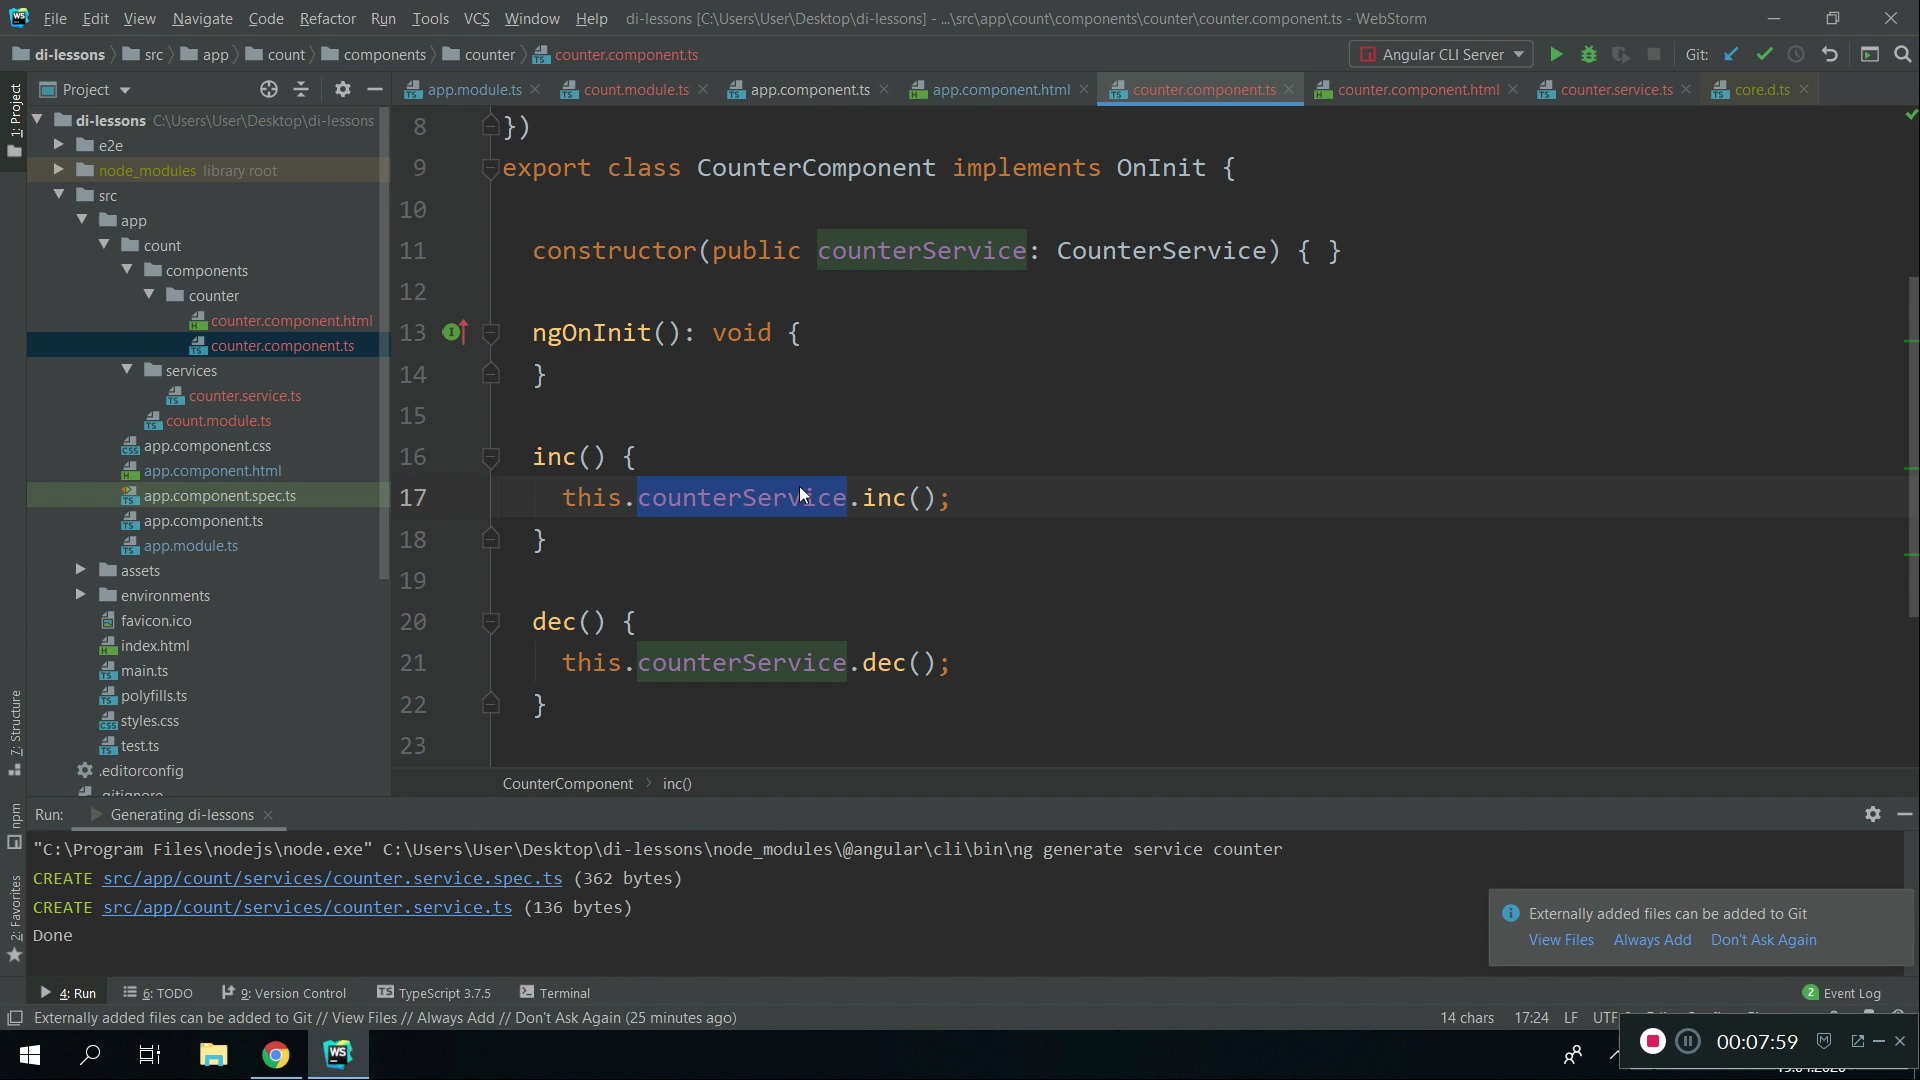 File Edit View Navigate Code Refactor Run Tools VCS Window Help di-lessons [C:\Users\User\Desktop\di-lessons] - ...\src\app\count\components\counter\counter.component.ts - WebStorm
di-lessons src app count components counter counter.component.ts Angular CLI Server Git:
1: Project
Project
app.module.ts count.module.ts app.component.ts app.component.html counter.component.ts counter.component.html counter.service.ts core.d.ts
di-lessons C:\Users\User\Desktop\di-lessons
e2e
node_modules library root
src
app
count
components
counter
counter.component.html
counter.component.ts
services
counter.service.ts
count.module.ts
app.component.css
app.component.html
app.component.spec.ts
app.component.ts
app.module.ts
assets
environments
favicon.ico
index.html
main.ts
polyfills.ts
styles.css
test.ts
.editorconfig
.gitignore
8 })
9 export class CounterComponent implements OnInit {
10
11 constructor(public counterService: CounterService) { }
12
13 ngOnInit(): void {
14 }
15
16 inc() {
17 this.counterService.inc();
18 }
19
20 dec() {
21 this.counterService.dec();
22 }
23
CounterComponent inc()
7: Structure
npm
2: Favorites
Run: Generating di-lessons
"C:\Program Files\nodejs\node.exe" C:\Users\User\Desktop\di-lessons\node_modules\@angular\cli\bin\ng generate service counter
CREATE src/app/count/services/counter.service.spec.ts (362 bytes)
CREATE src/app/count/services/counter.service.ts (136 bytes)
Done
Externally added files can be added to Git
View Files Always Add Don't Ask Again
4: Run 6: TODO 9: Version Control TypeScript 3.7.5 Terminal 2 Event Log
Externally added files can be added to Git // View Files // Always Add // Don't Ask Again (25 minutes ago) 14 chars 17:24 LF
00:07:59